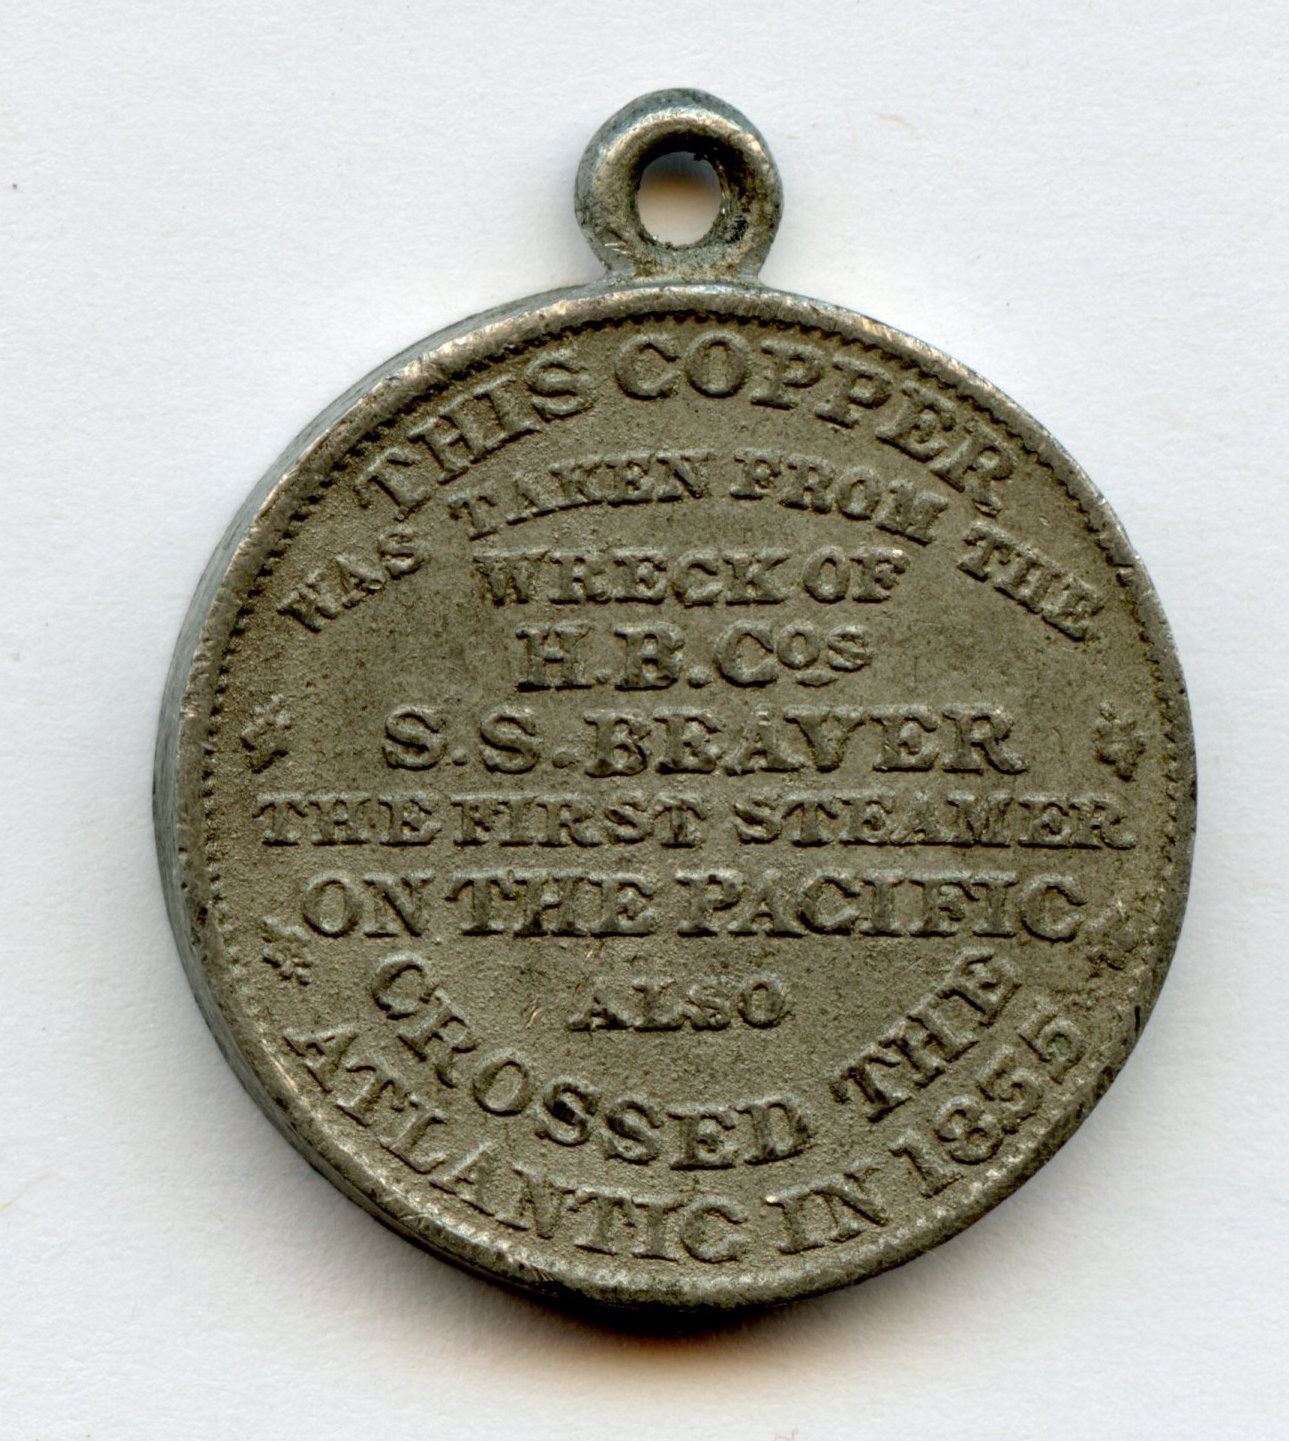 THIS COPPER
WAS TAKEN FROM THE
WRECK OF
H.B.Cos
S.S.BEAVER
THE FIRST STEAMER
ON THE PACIFIC
ALSO
CROSSED THE
ATLANTIC IN 1855